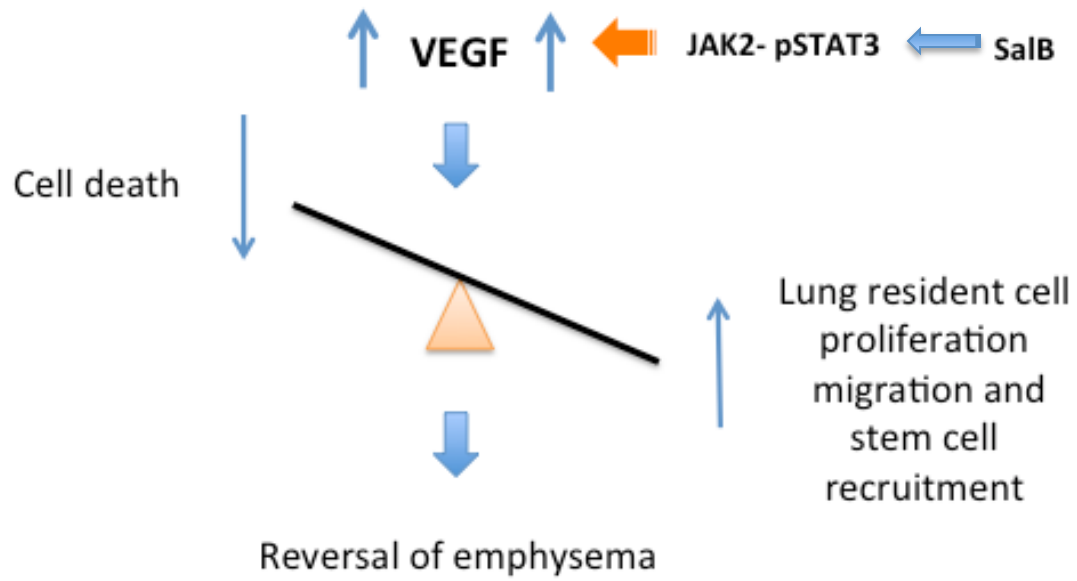 VEGF
JAK2- pSTAT3
SalB
Cell death
Lung resident cell
proliferation
migration and
stem cell
recruitment
Reversal of emphysema